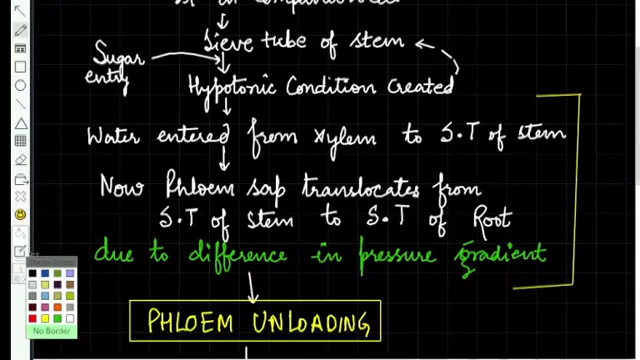 Sieve tube of stem
Sugar
entry
Hypotonic Condition Created
Water entered from xylem to S.T of stem
Now Phloem sap translocates from
S.T of stem to S.T of Root
due to difference in pressure gradient
PHLOEM UNLOADING
No Border